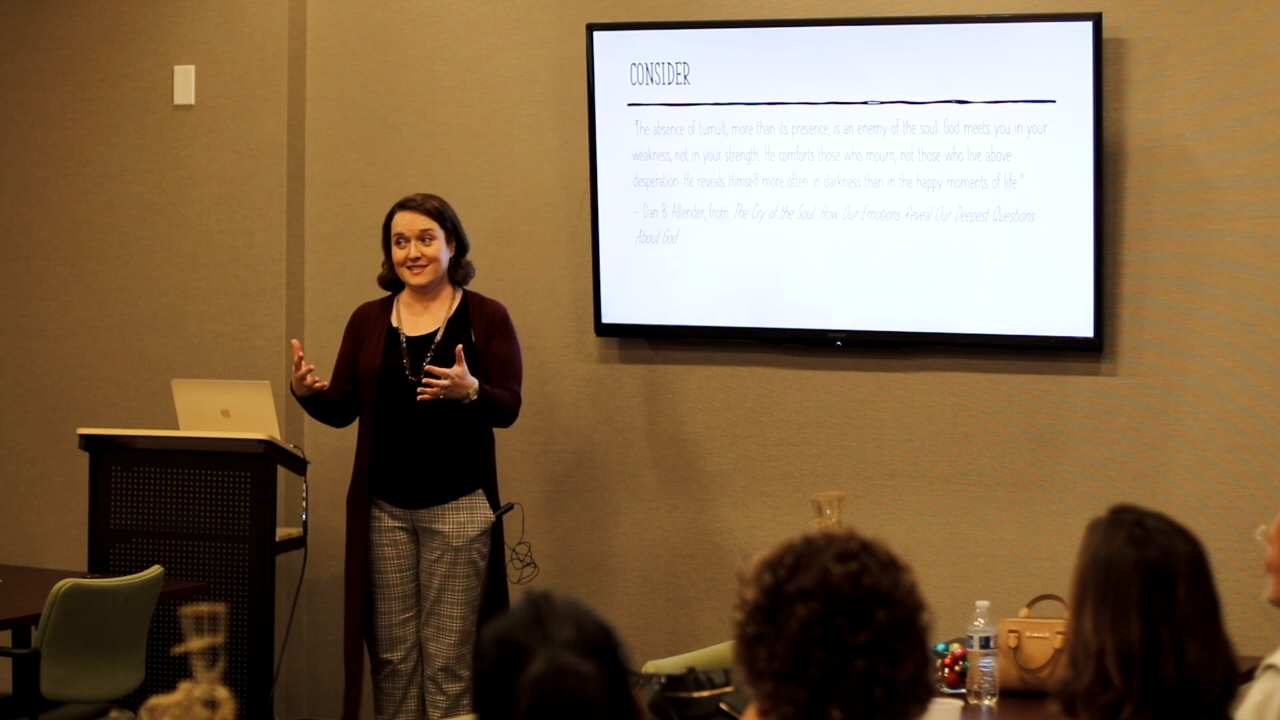 CONSIDER
"The absence of tumult, more than its presence, is an enemy of the soul. God meets you in your
weakness, not in your strength. He comforts those who mourn, not those who live above
desperation. He reveals Himself more often in darkness than in the happy moments of life."
- Dan B. Allender, from The Cry of the Soul: How Our Emotions Reveal Our Deepest Questions
About God